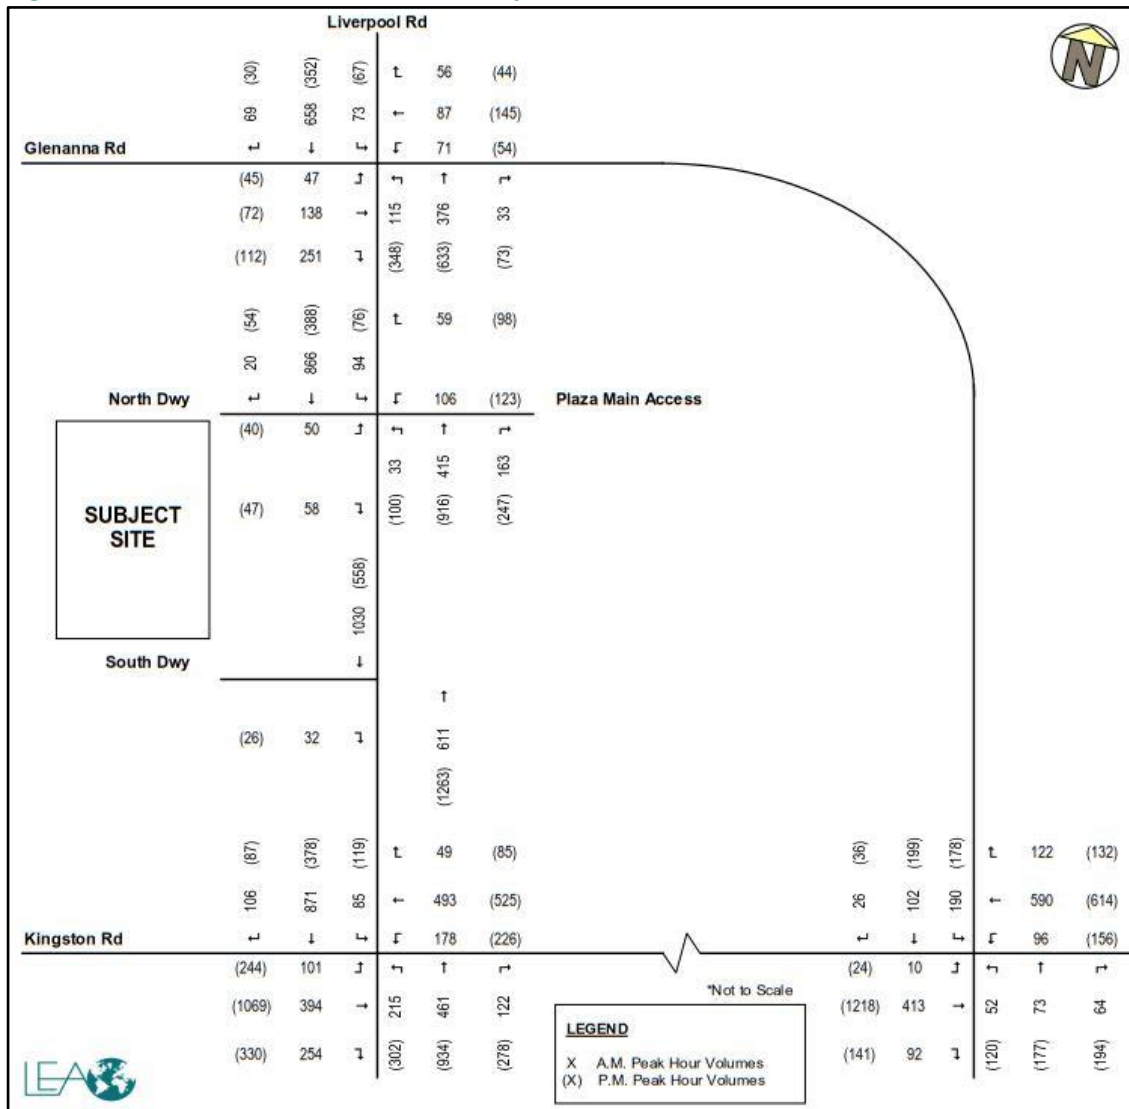 Liverpool Rd
(30) (352) (67) 56 (44)
69 658 73 87 (145)
Glenanna Rd 71 (54)
(45) 47
(72) 138 115 376 33
(112) 251 (348) (633) (73)
(54) (388) (76) 59 (98)
20 866 94
North Dwy 106 (123) Plaza Main Access
(40) 50
33 415 163
SUBJECT
SITE
(47) 58 (100) (916) (247)
(558)
1030
South Dwy
(26) 32 611
(1263)
(87) (378) (119) 49 (85) (36) (199) (178) 122 (132)
106 871 85 493 (525) 26 102 190 590 (614)
Kingston Rd 178 (226) 96 (156)
(244) 101 (24) 10
*Not to Scale
(1069) 394 215 461 122 (1218) 413 52 73 64
(330) 254 (302) (934) (278) (141) 92 (120) (177) (194)
LEGEND
X A.M. Peak Hour Volumes
(X) P.M. Peak Hour Volumes
LEA
N